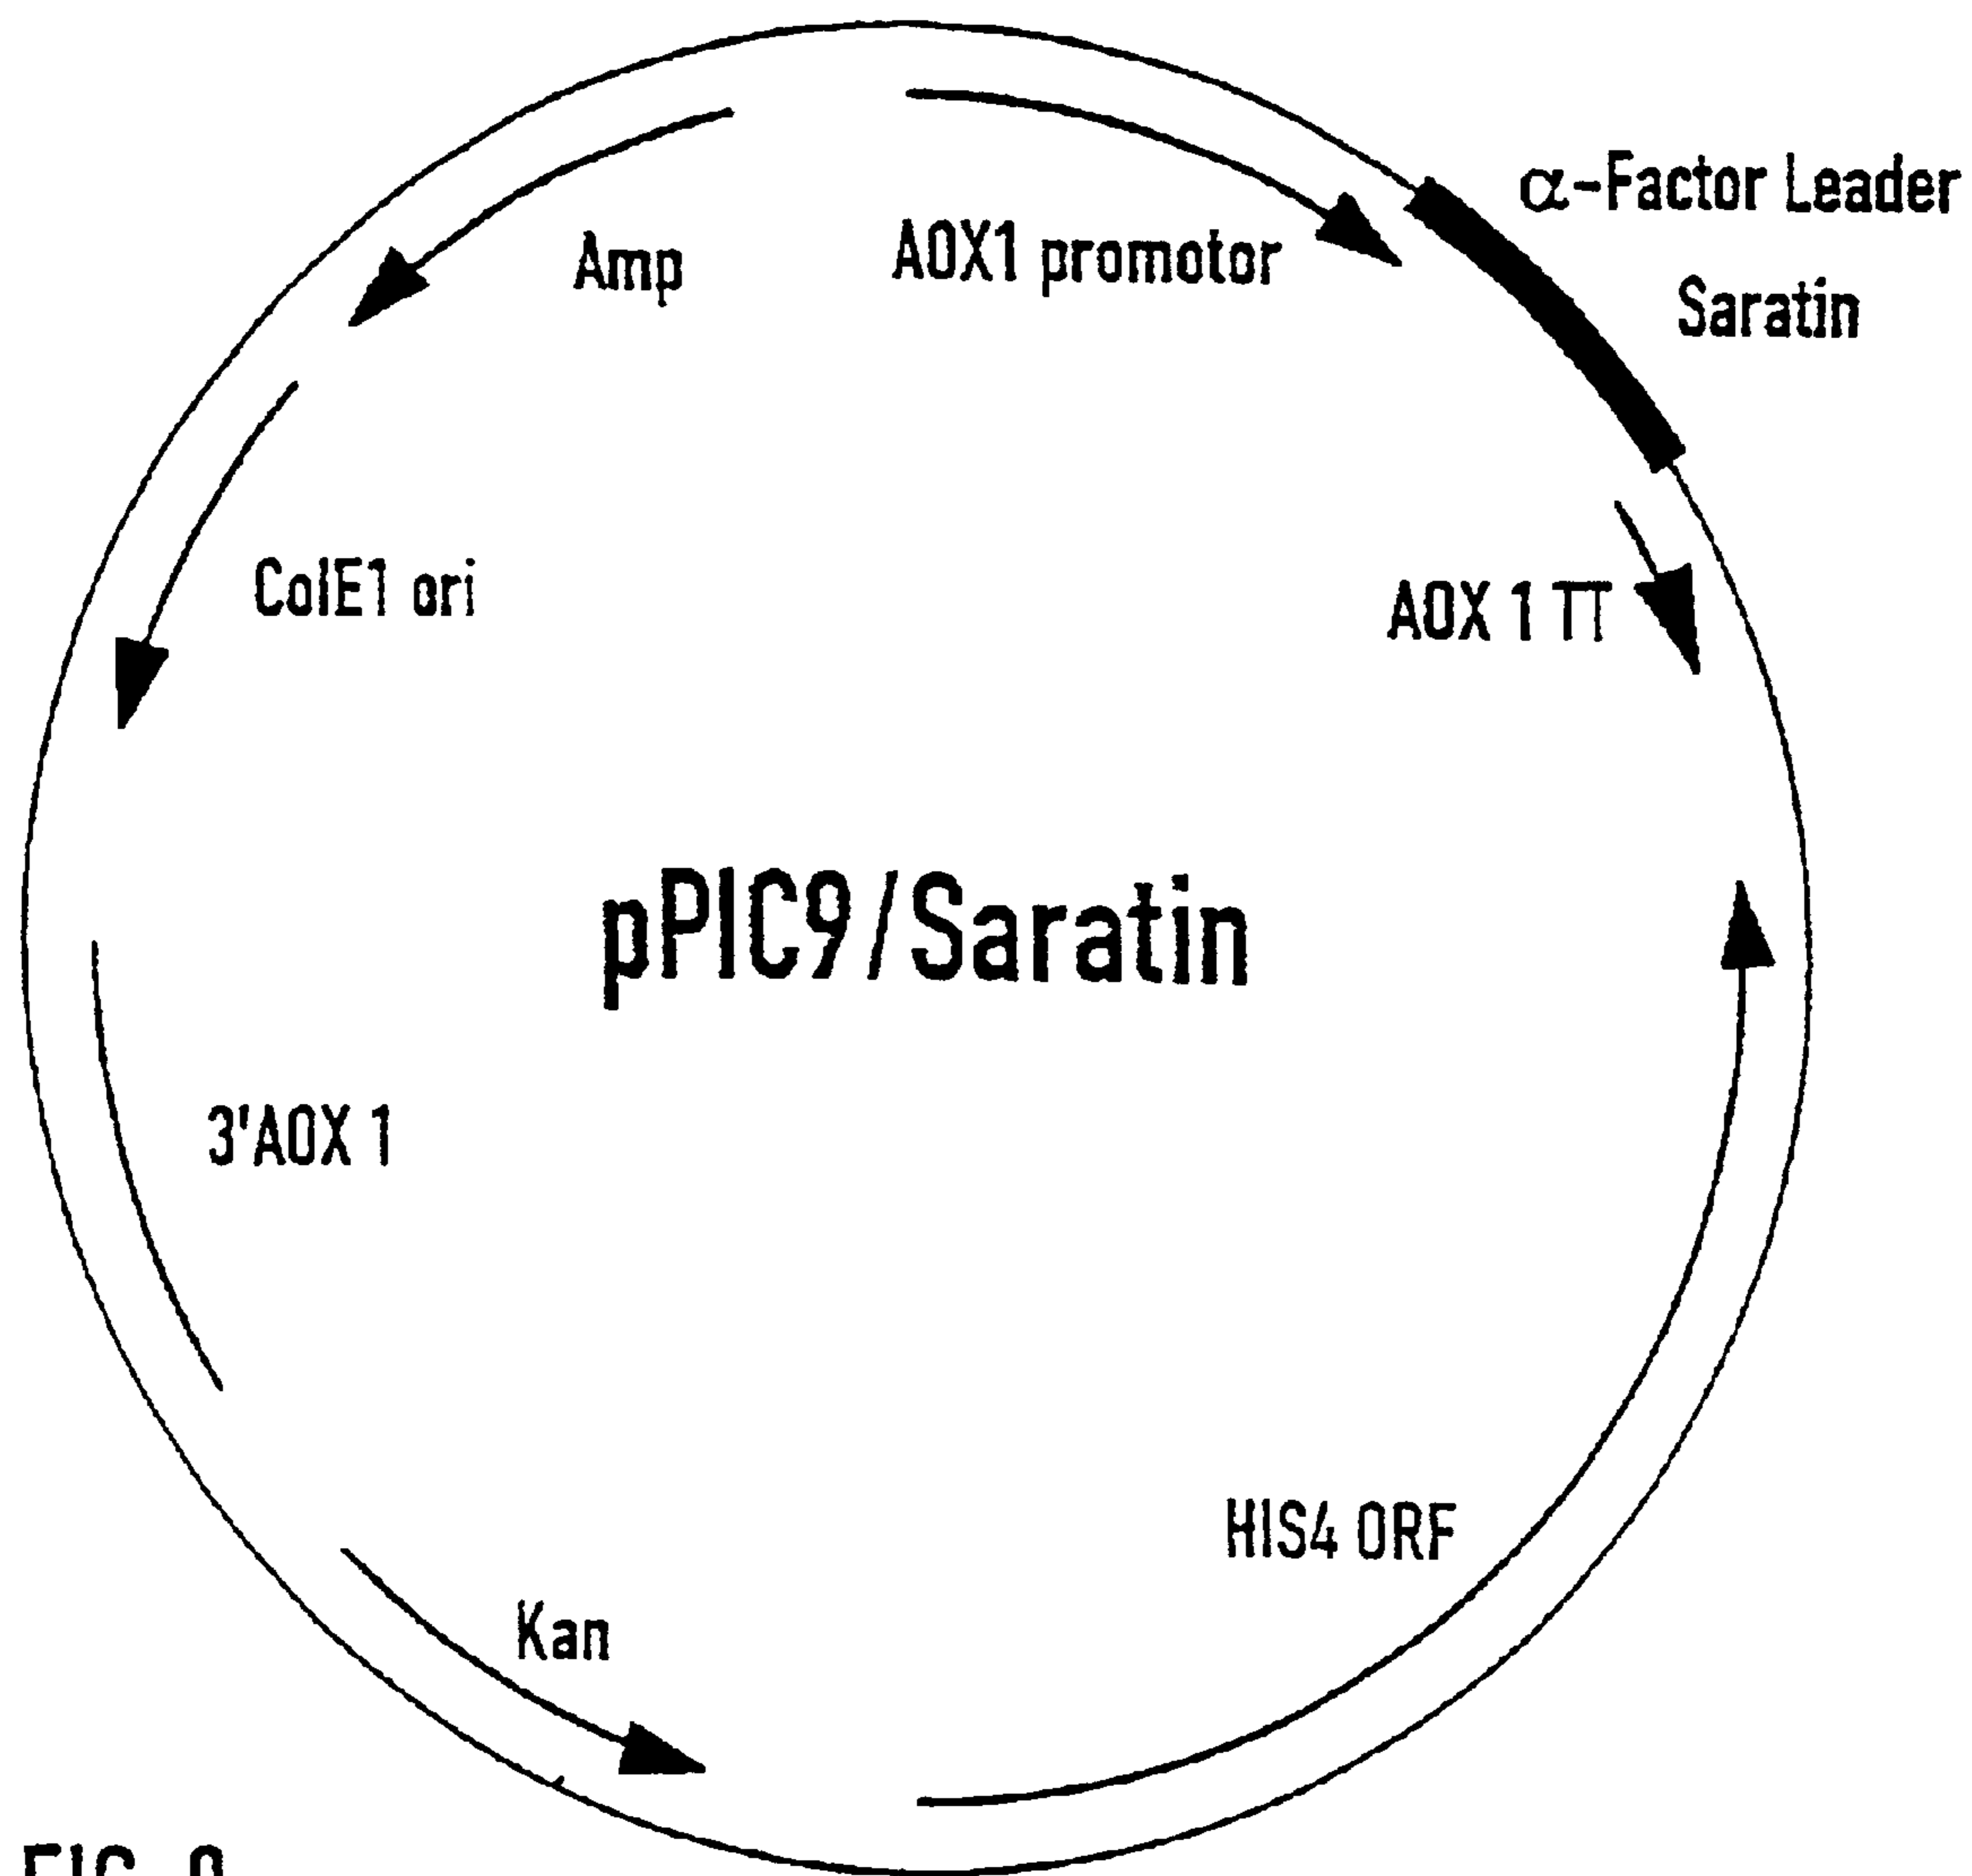 α-Factor Leader
Saratin
Amp
AOX1 promotor
ColE1 ori
AOX 1 TT
pPIC9/Saratin
3'AOX 1
HIS4 ORF
Kan
FIG.